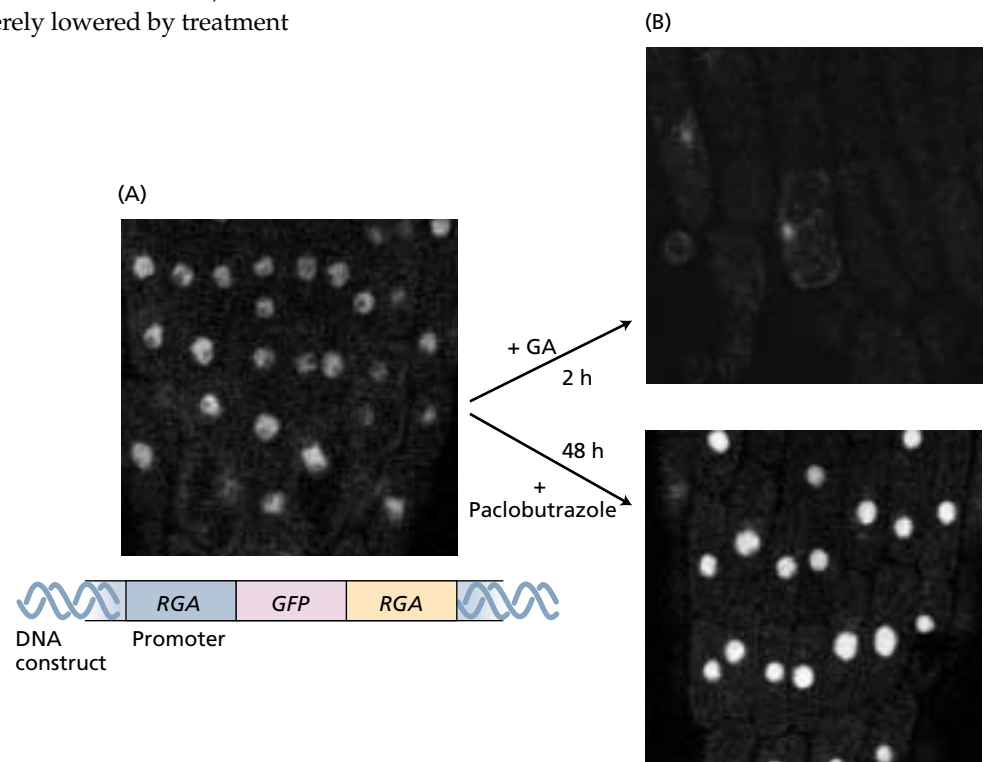 erely lowered by treatment
(B)
(A)
+ GA
2 h
48 h
+
Paclobutrazole
RGA GFP RGA
DNA
construct
Promoter